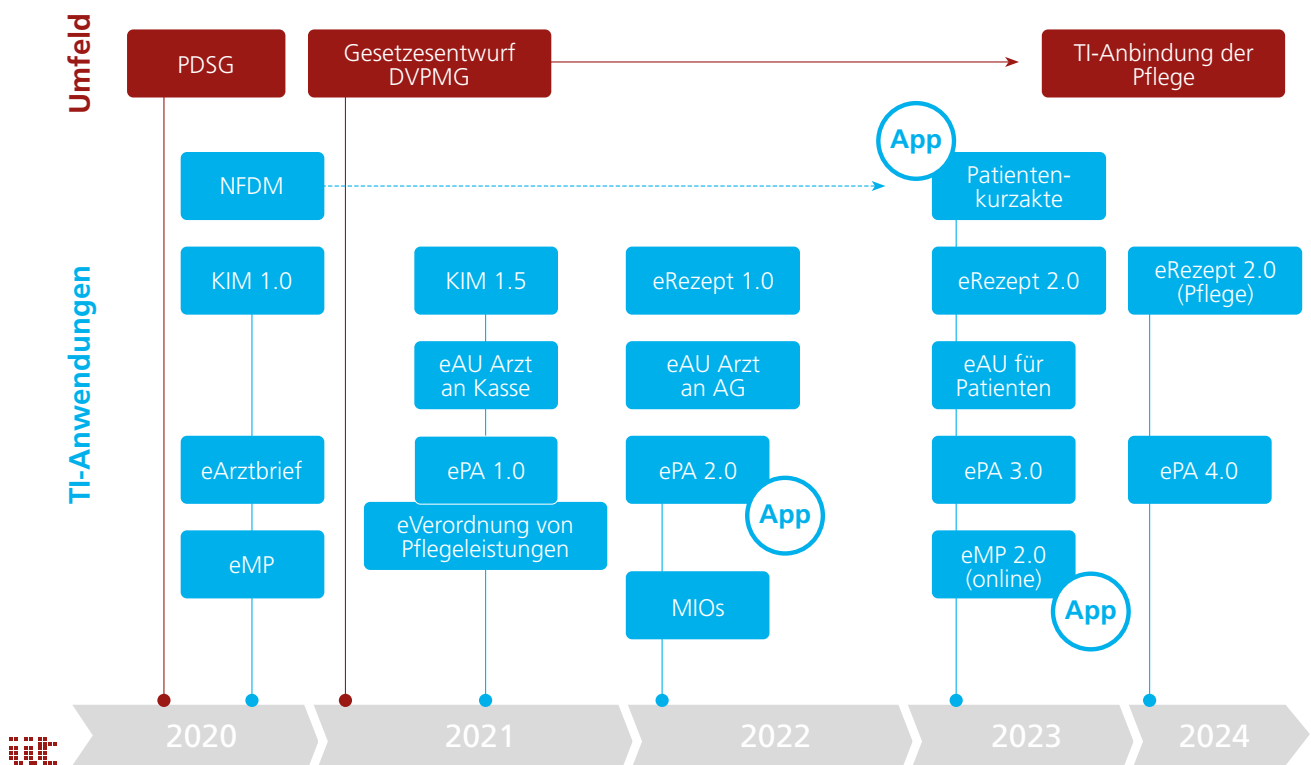 Umfeld
PDSG
Gesetzesentwurf
DVPMG
TI-Anbindung der
Pflege
TI-Anwendungen
NFDM
App
Patienten-
kurzakte
KIM 1.0
KIM 1.5
eRezept 1.0
eRezept 2.0
eRezept 2.0
(Pflege)
eAU Arzt
an Kasse
eAU Arzt
an AG
eAU für
Patienten
eArztbrief
ePA 1.0
ePA 2.0
App
ePA 3.0
ePA 4.0
eVerordnung von
Pflegeleistungen
eMP
MIOs
eMP 2.0
(online)
App
2020
2021
2022
2023
2024